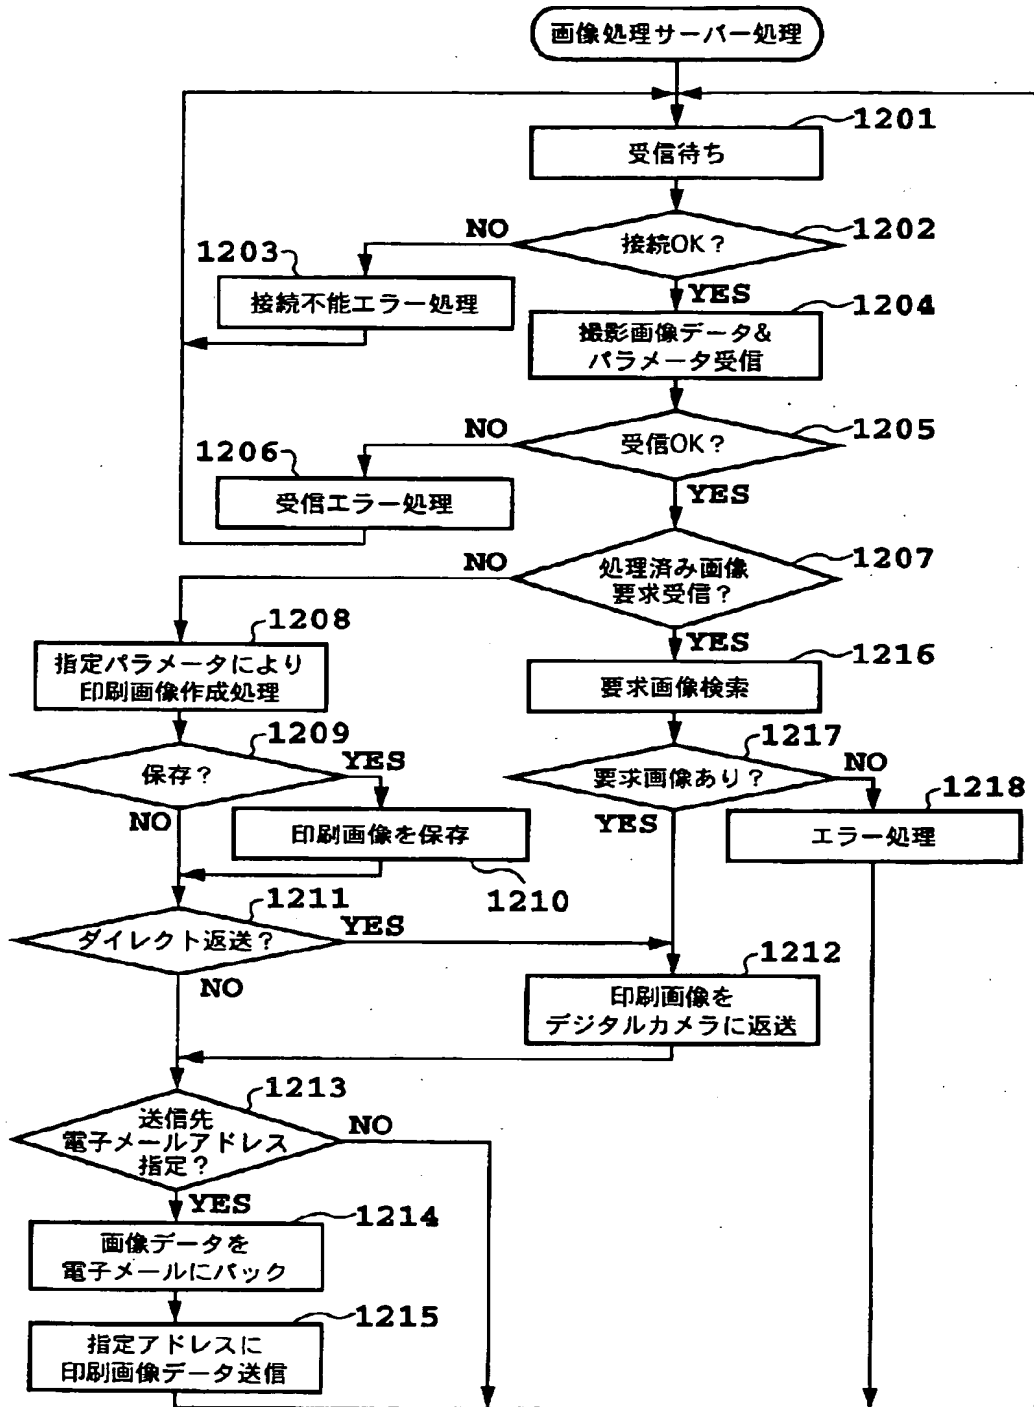 画像処理サーバー処理
1201
受信待ち
1202
接続OK？
NO
YES
1203
接続不能エラー処理
1204
撮影画像データ&
パラメータ受信
1205
受信OK？
NO
YES
1206
受信エラー処理
1207
処理済み画像
要求受信？
NO
YES
1208
指定パラメータにより
印刷画像作成処理
1216
要求画像検索
1209
保存？
YES
NO
1217
要求画像あり？
NO
YES
1218
エラー処理
印刷画像を保存
1210
1211
ダイレクト返送？
YES
NO
1212
印刷画像を
デジタルカメラに返送
1213
送信先
電子メールアドレス
指定？
NO
YES
1214
画像データを
電子メールにパック
1215
指定アドレスに
印刷画像データ送信